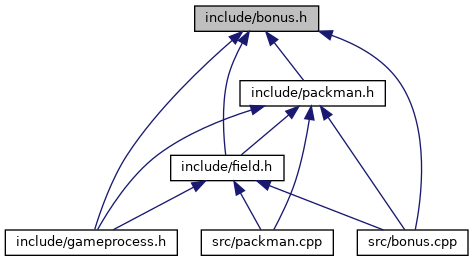 include/bonus.h
include/packman.h
include/field.h
include/gameprocess.h
src/packman.cpp
src/bonus.cpp